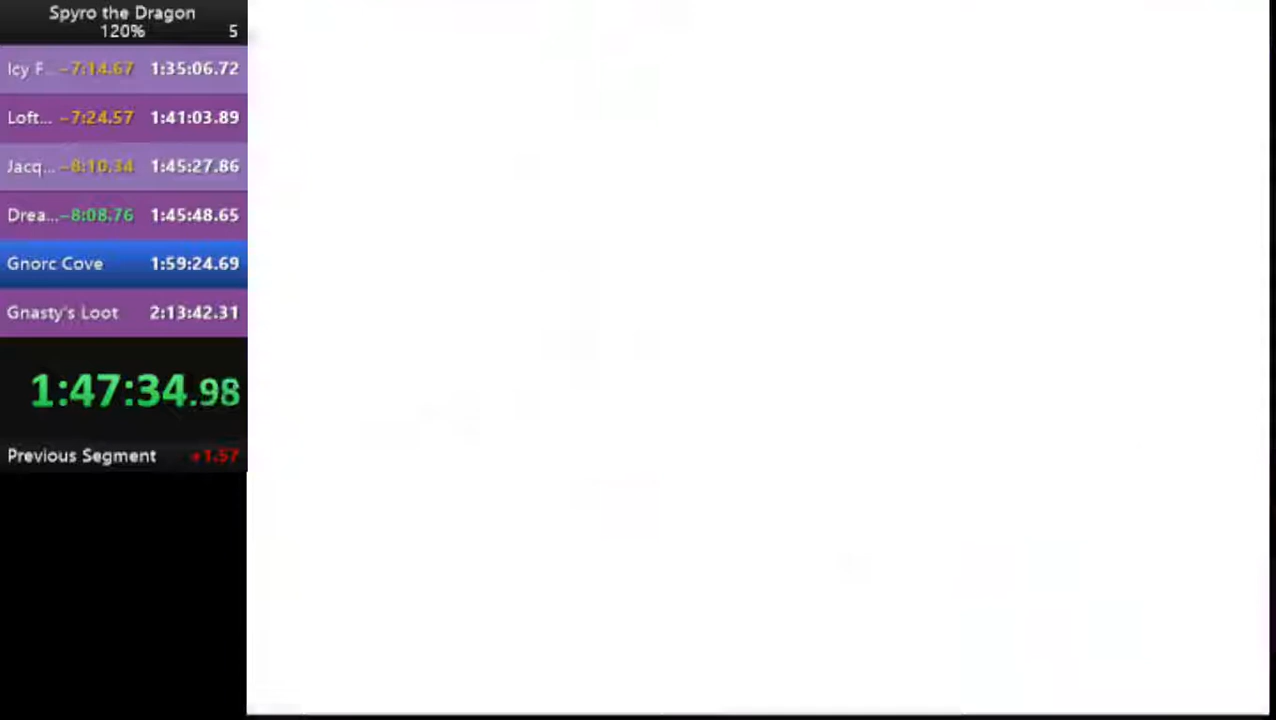 Spyro the Dragon
120% 5
Icy F... -7:14.67 1:35:06.72
Loft... -7:24.57 1:41:03.89
Jacq... -8:10.34 1:45:27.86
Drea... -8:08.76 1:45:48.65
Gnorc Cove 1:59:24.69
Gnasty's Loot 2:13:42.31
1:47:34.98
Previous Segment +1.57